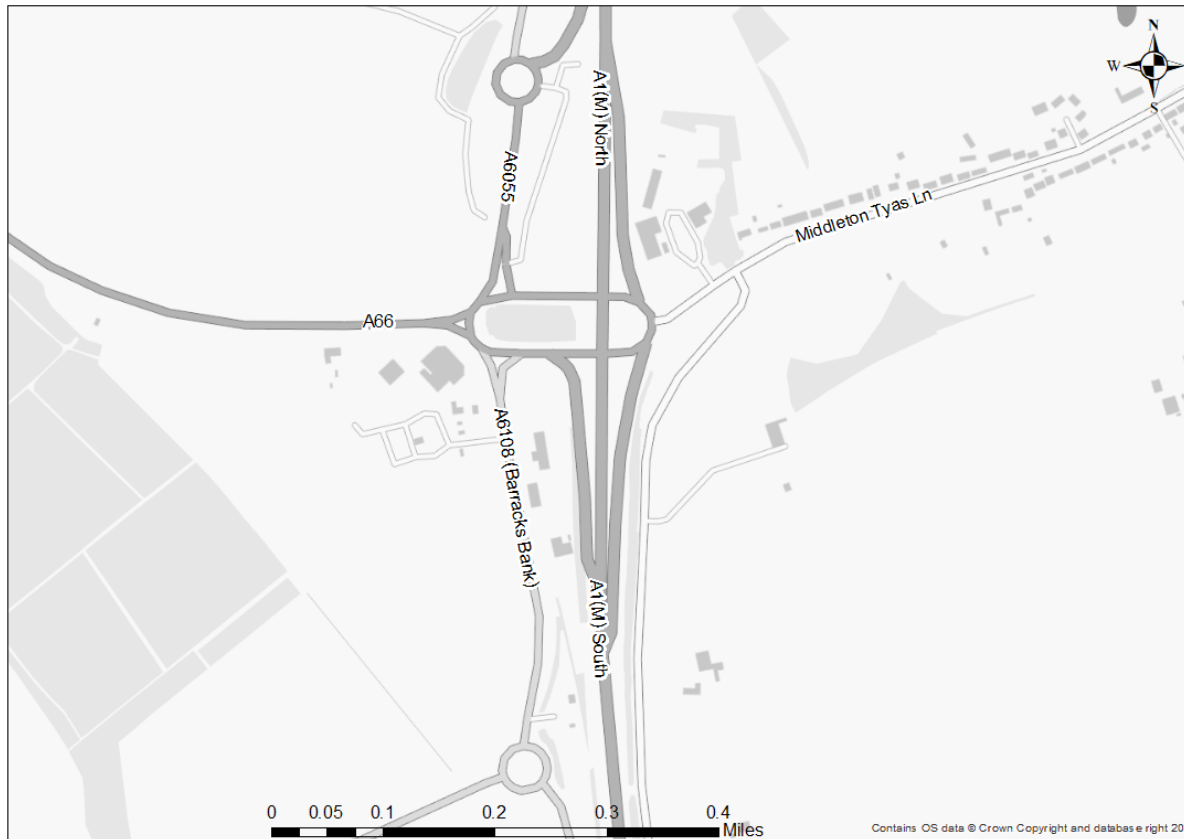 N
W
S
A1(M) North
A6055
Middleton Tyas Ln
A66
A6108 (Barracks Bank)
A1(M) South
0 0.05 0.1 0.2 0.3 0.4
Miles
Contains OS data © Crown Copyright and database right 20